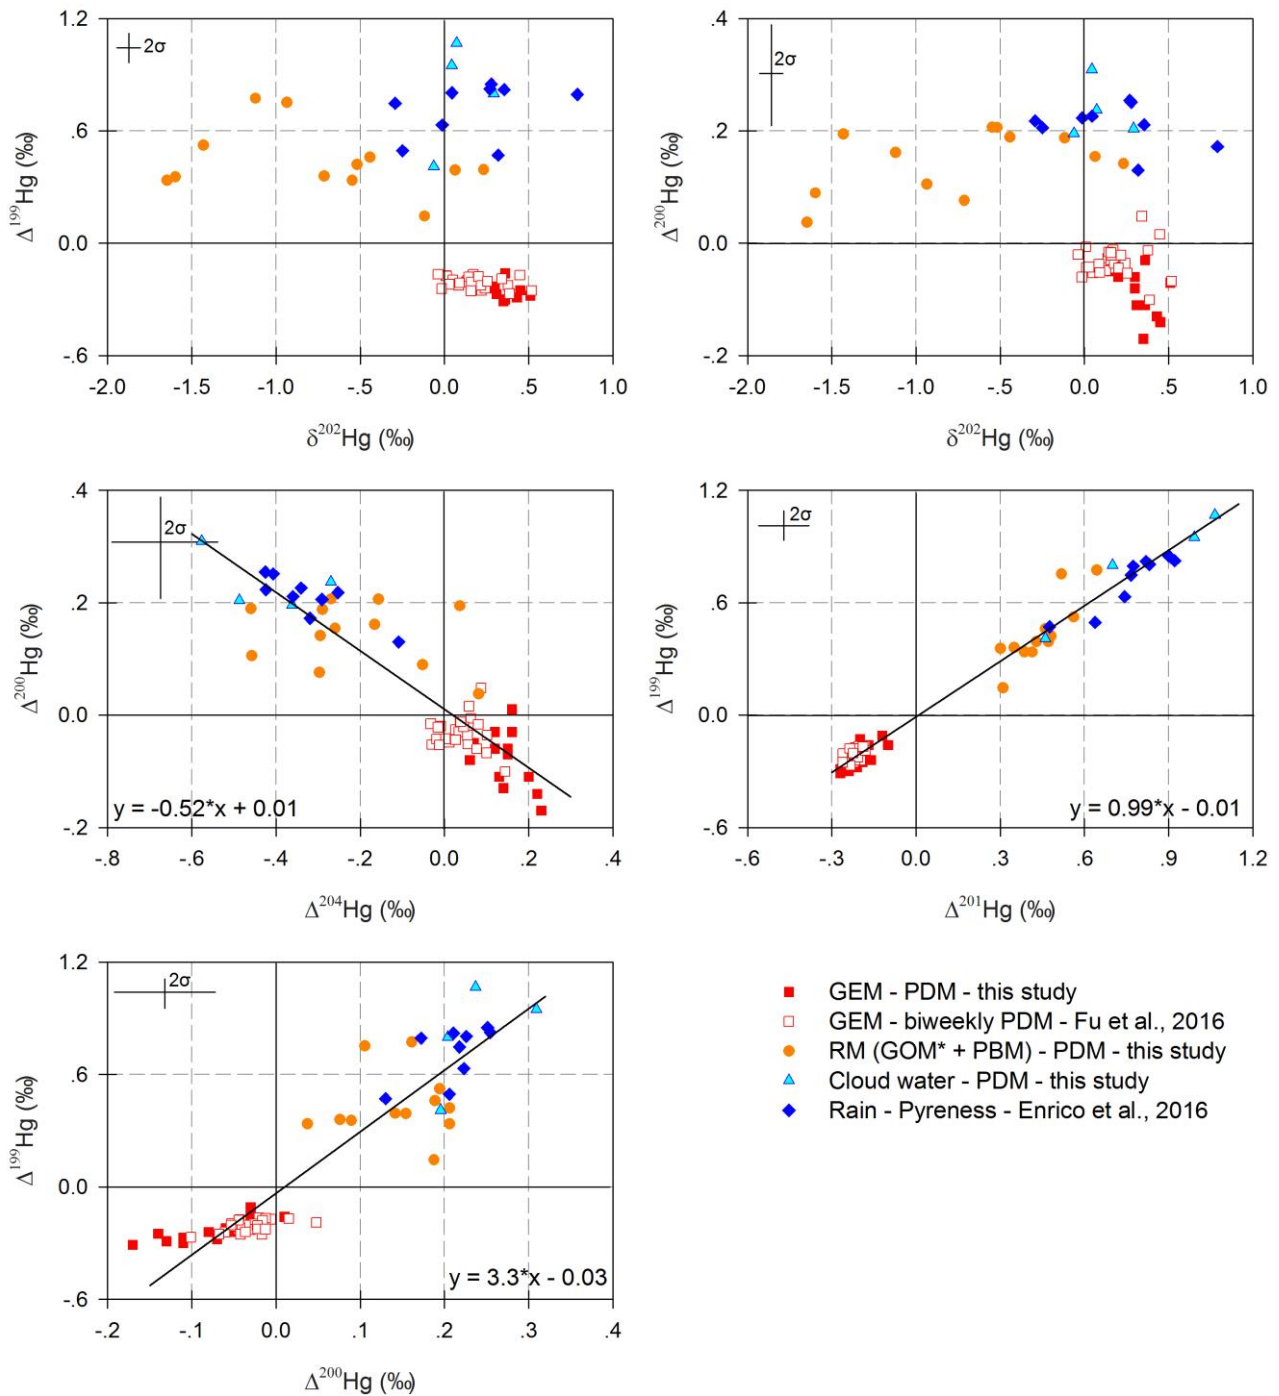 1.2
.6
0.0
-.6
Δ¹⁹⁹Hg (‰)
2σ
-2.0 -1.5 -1.0 -.5 0.0 .5 1.0
δ²⁰²Hg (‰)
.4
.2
0.0
-.2
Δ²⁰⁰Hg (‰)
2σ
-2.0 -1.5 -1.0 -.5 0.0 .5 1.0
δ²⁰²Hg (‰)
.4
.2
0.0
-.2
Δ²⁰⁰Hg (‰)
2σ
y = -0.52*x + 0.01
-.8 -.6 -.4 -.2 0.0 .2 .4
Δ²⁰⁴Hg (‰)
1.2
.6
0.0
-.6
Δ¹⁹⁹Hg (‰)
2σ
y = 0.99*x - 0.01
-.6 -.3 0.0 .3 .6 .9 1.2
Δ²⁰¹Hg (‰)
1.2
.6
0.0
-.6
Δ¹⁹⁹Hg (‰)
2σ
y = 3.3*x - 0.03
-.2 -.1 0.0 .1 .2 .3 .4
Δ²⁰⁰Hg (‰)
GEM - PDM - this study
GEM - biweekly PDM - Fu et al., 2016
RM (GOM* + PBM) - PDM - this study
Cloud water - PDM - this study
Rain - Pyreness - Enrico et al., 2016